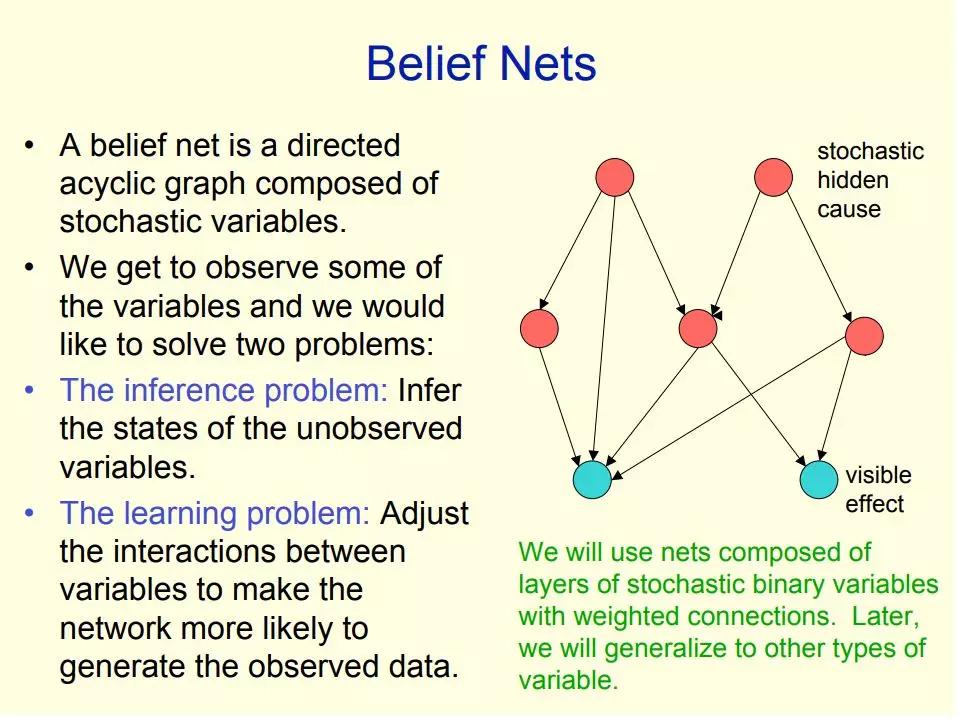 Belief Nets
• A belief net is a directed
acyclic graph composed of
stochastic variables.
• We get to observe some of
the variables and we would
like to solve two problems:
• The inference problem: Infer
the states of the unobserved
variables.
• The learning problem: Adjust
the interactions between
variables to make the
network more likely to
generate the observed data.
stochastic
hidden
cause
visible
effect
We will use nets composed of
layers of stochastic binary variables
with weighted connections.  Later,
we will generalize to other types of
variable.